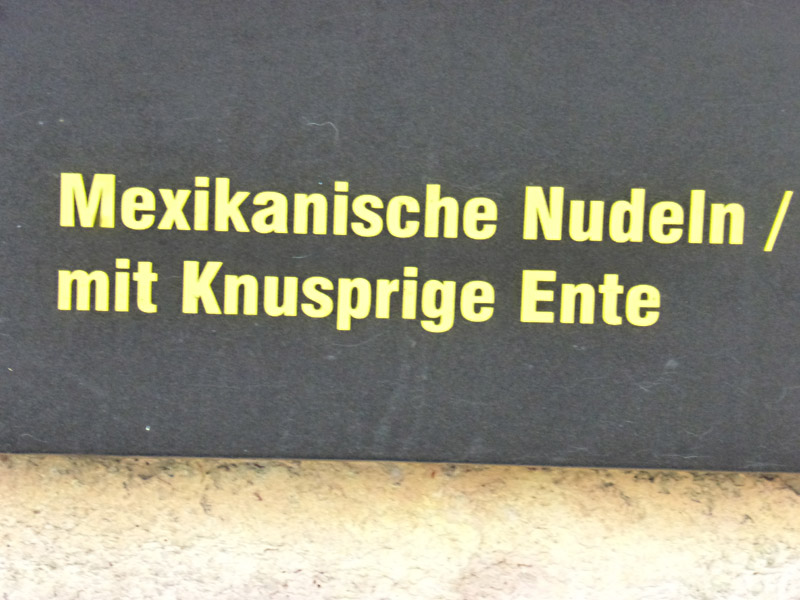 Mexikanische Nudeln /
mit Knusprige Ente